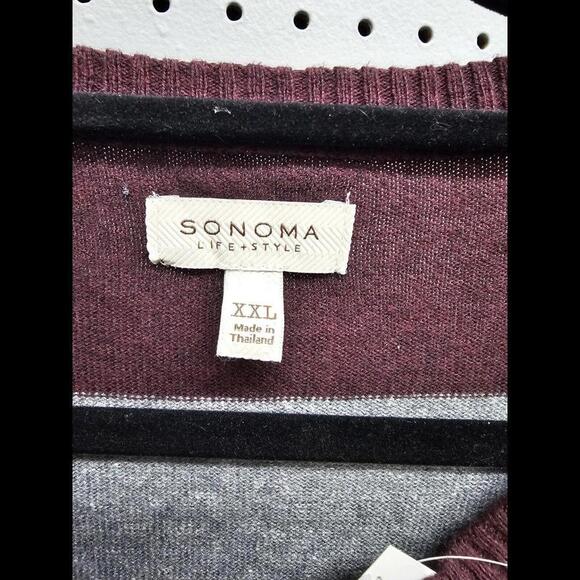 SONOMA
LIFE+STYLE
XXL
Made in
Thailand